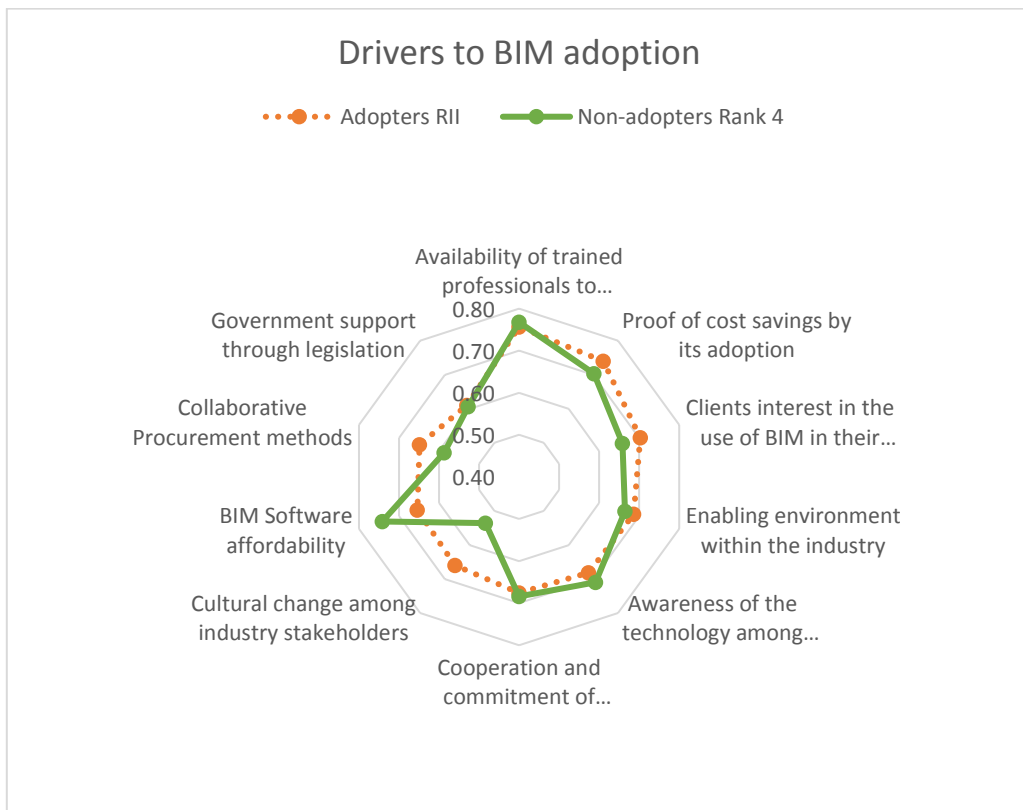 Drivers to BIM adoption
Adopters RII
Non-adopters Rank 4
Availability of trained
professionals to...
0.80
0.70
0.60
0.50
0.40
Proof of cost savings by
its adoption
Clients interest in the
use of BIM in their...
Enabling environment
within the industry
Awareness of the
technology among...
Cooperation and
commitment of...
Cultural change among
industry stakeholders
BIM Software
affordability
Collaborative
Procurement methods
Government support
through legislation